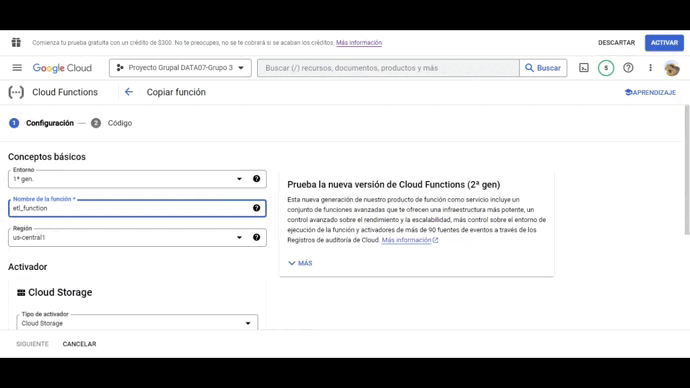 Comienza tu prueba gratuita con un crédito de $300. No te preocupes, no se te cobrará si se acaban los créditos. Más información
DESCARTAR
ACTIVAR
Google Cloud
Proyecto Grupal DATA07-Grupo 3
Buscar (/) recursos, documentos, productos y más
Buscar
5
Cloud Functions
Copiar función
APRENDIZAJE
1 Configuración — 2 Código
Conceptos básicos
Entorno
1ª gen.
Nombre de la función *
etl_function
Región
us-central1
Activador
Cloud Storage
Tipo de activador
Cloud Storage
Prueba la nueva versión de Cloud Functions (2ª gen)
Esta nueva generación de nuestro producto de función como servicio incluye un
conjunto de funciones avanzadas que te ofrecen una infraestructura más potente, un
control avanzado sobre el rendimiento y la escalabilidad, más control sobre el entorno de
ejecución de la función y activadores de más de 90 fuentes de eventos a través de los
Registros de auditoría de Cloud. Más información
MÁS
SIGUIENTE
CANCELAR